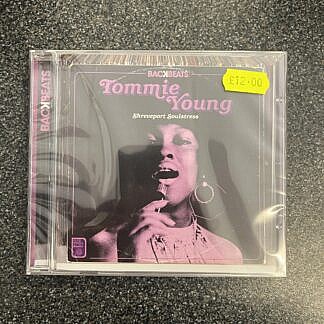 BACKBEATS
£12.00
Tommie
Young
Shreveport Soulstress
BACKBEATS